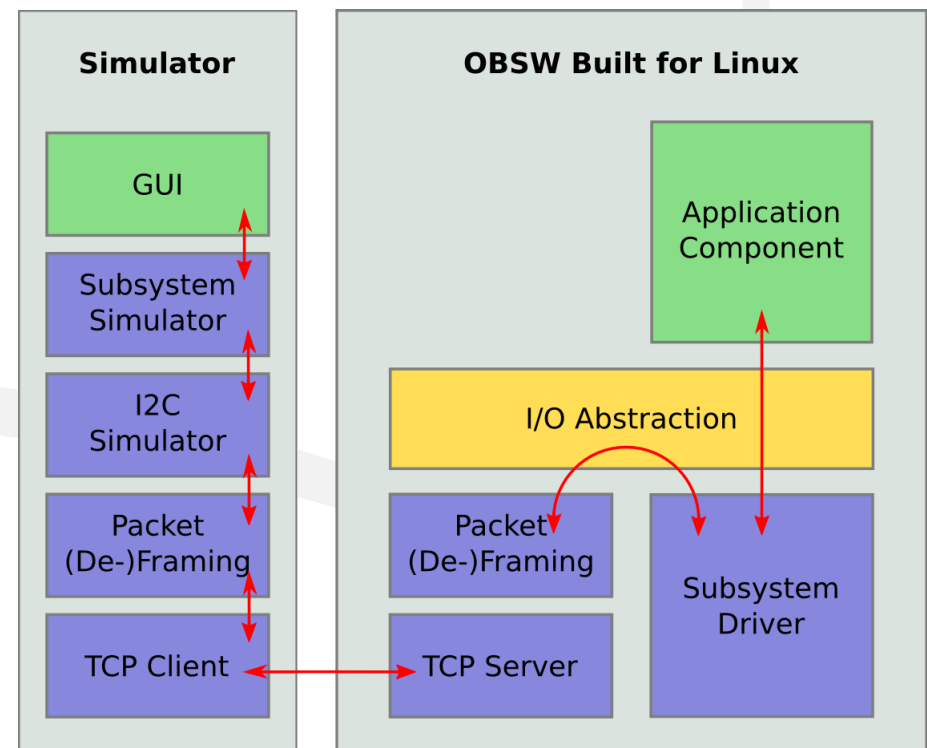 Simulator
GUI
Subsystem
Simulator
I2C
Simulator
Packet
(De-)Framing
TCP Client
OBSW Built for Linux
Application
Component
I/O Abstraction
Packet
(De-)Framing
Subsystem
Driver
TCP Server